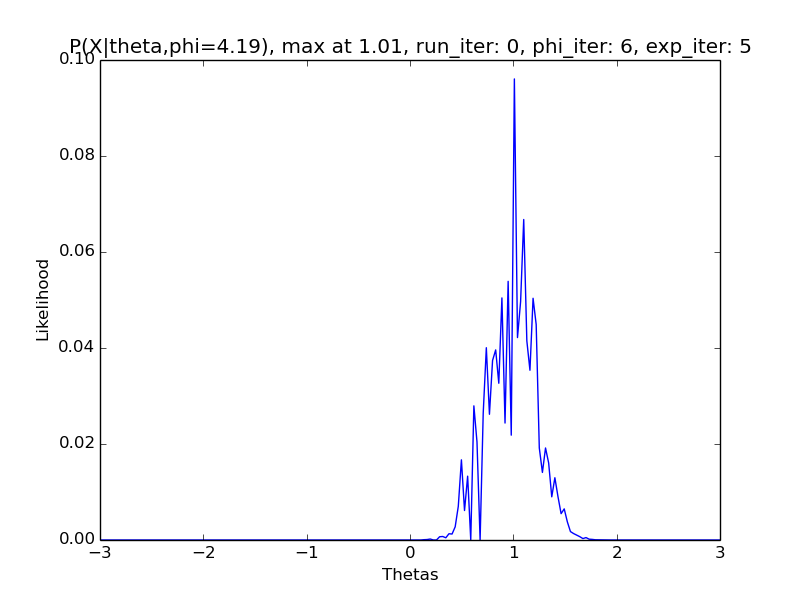 P(X|theta,phi=4.19), max at 1.01, run_iter: 0, phi_iter: 6, exp_iter: 5
0.10
0.08
0.06
Likelihood
0.04
0.02
0.00
−3 −2 −1 0 1 2 3
Thetas